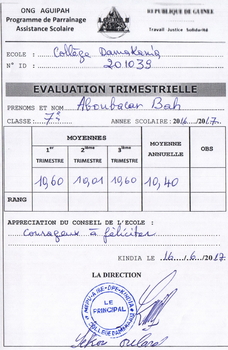 ONG AGUIPAH
Programme de Parrainage
Assistance Scolaire
REPUBLIQUE DE GUINEE
Travail Justice Solidarité
ECOLE : Collège Damakania
N° ID : 201039
EVALUATION TRIMESTRIELLE
PRENOMS ET NOM Aboubacar Bah
CLASSE : 7e ANNEE SCOLAIRE : 2016 /2017
MOYENNES
1er TRIMESTRE 2ième TRIMESTRE 3ième TRIMESTRE MOYENNE ANNUELLE OBS
10,60 10,01 10,60 10,40
RANG
APPRECIATION DU CONSEIL DE L'ECOLE :
Courageux à féliciter
KINDIA le 16 /6 /2017
LA DIRECTION
LE PRINCIPAL